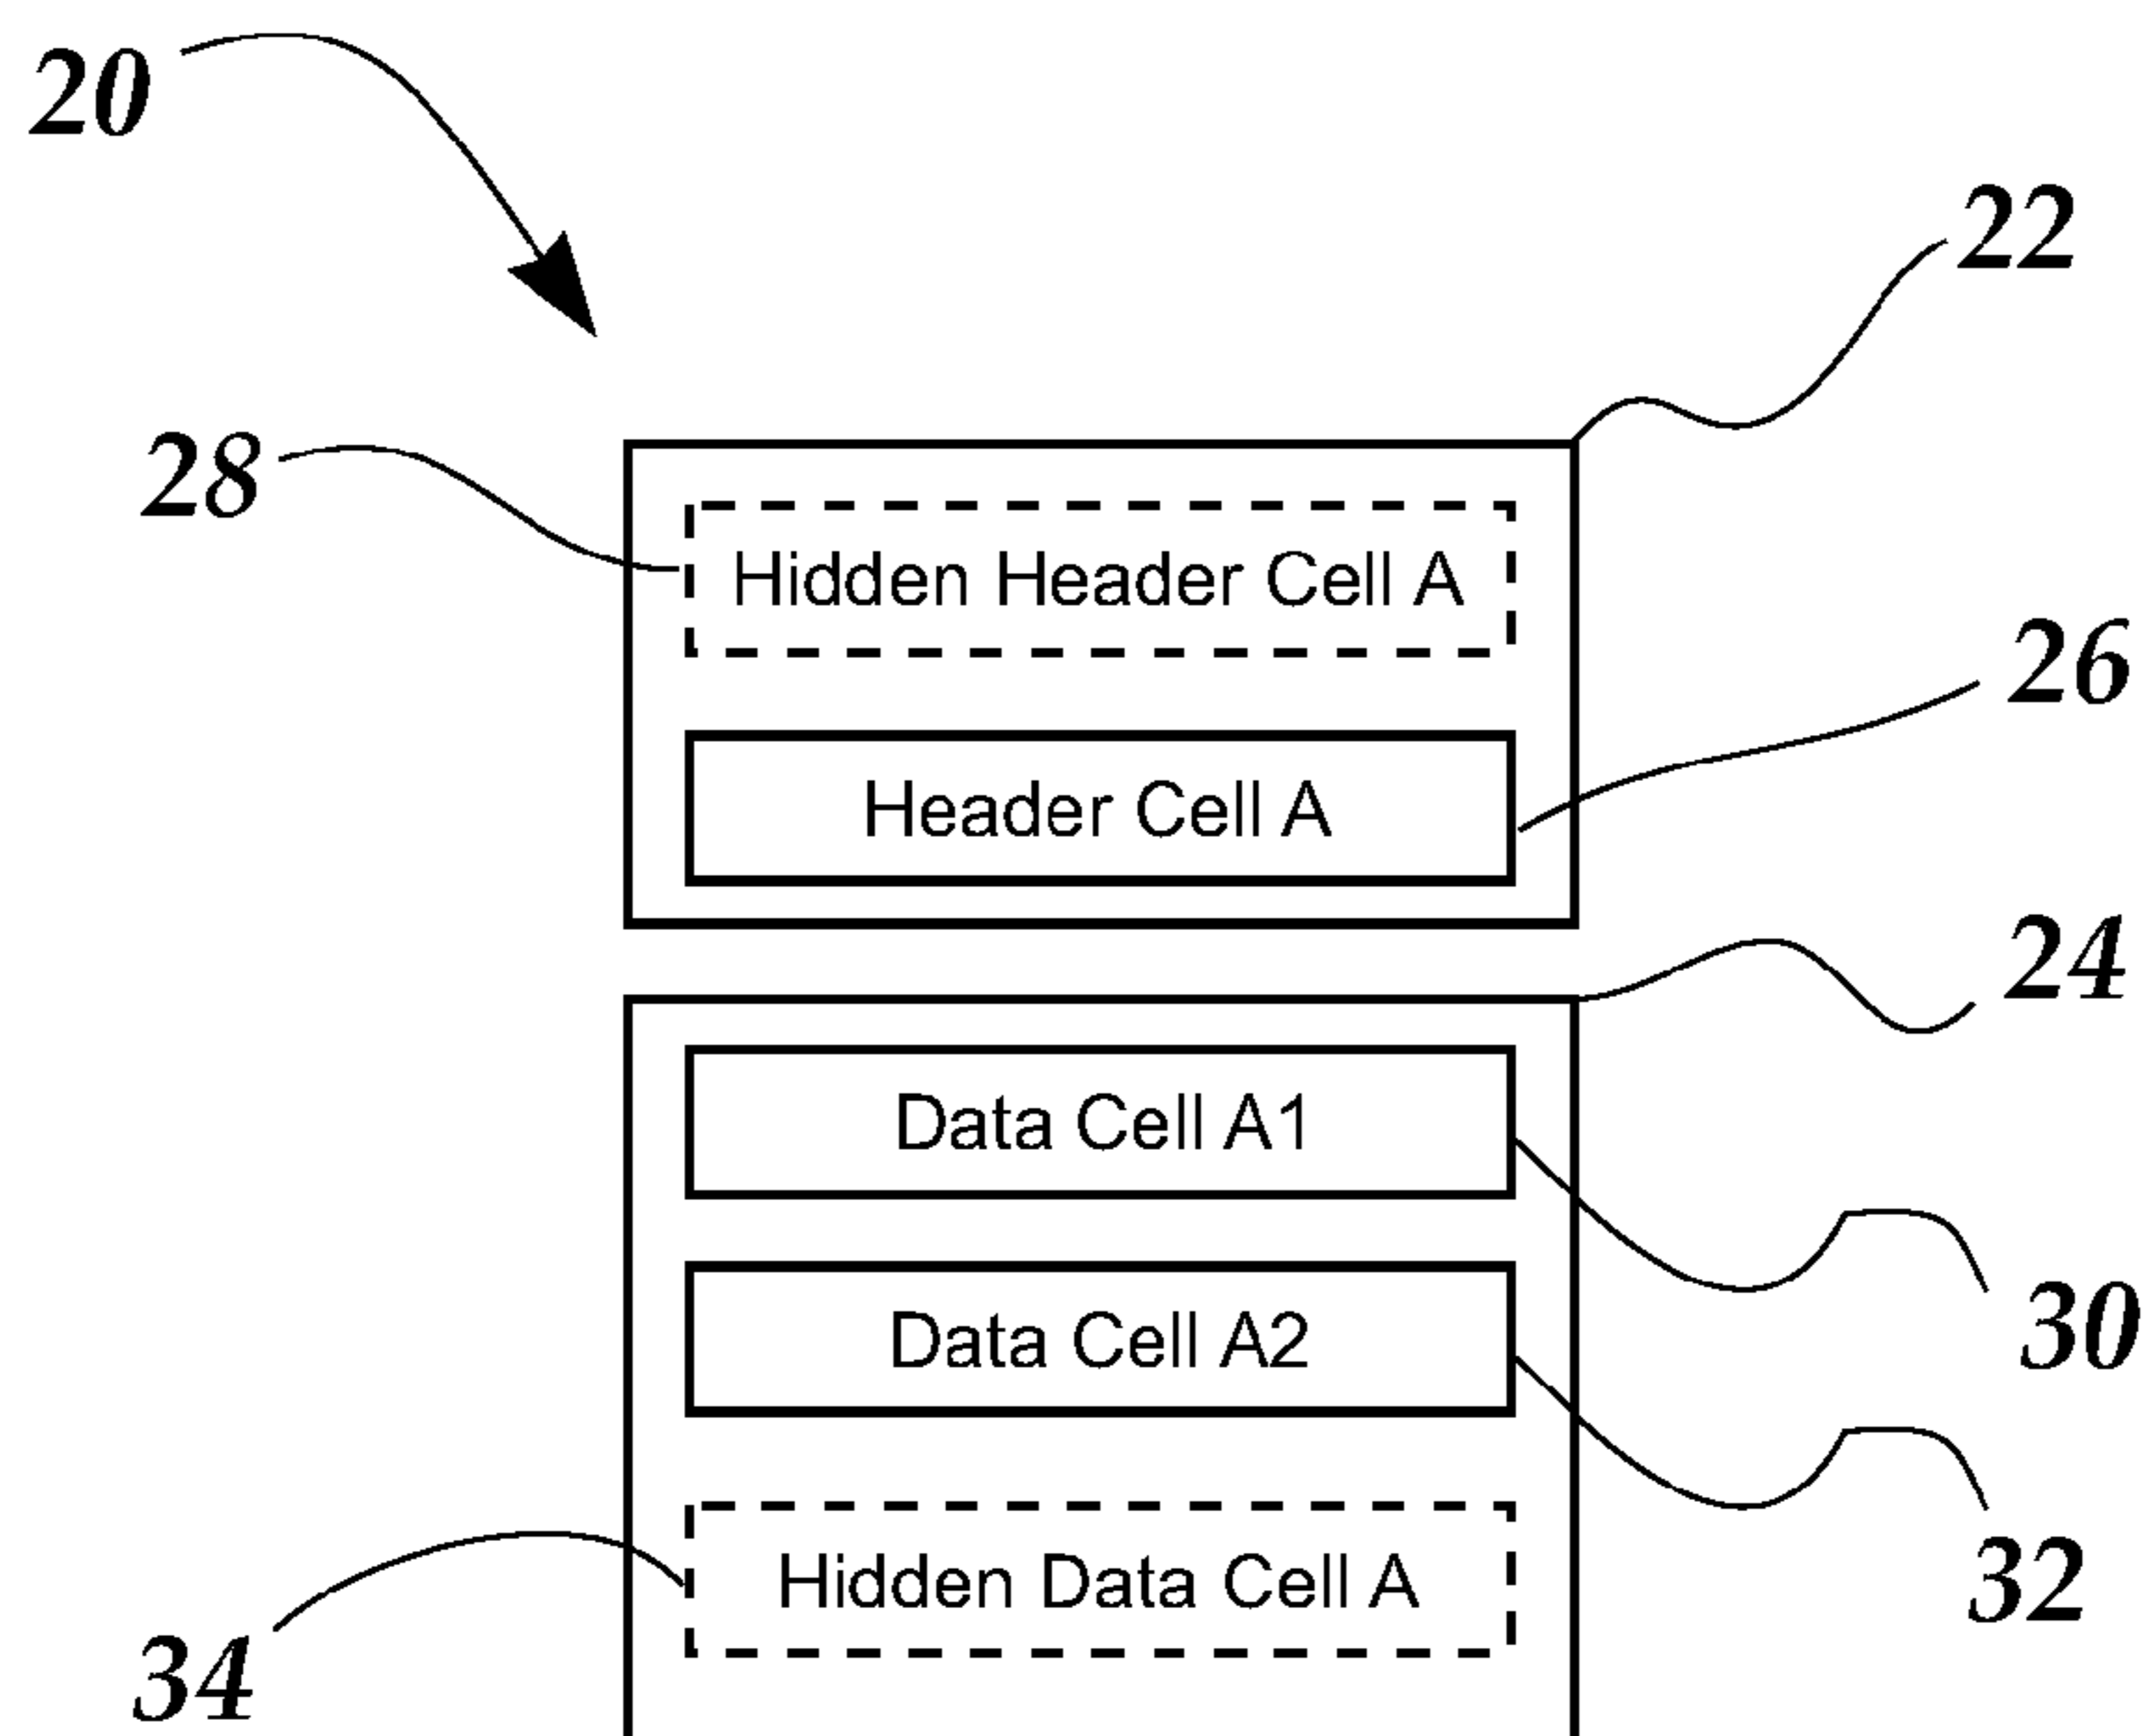 20
22
28
Hidden Header Cell A
26
Header Cell A
24
Data Cell A1
30
Data Cell A2
32
Hidden Data Cell A
34